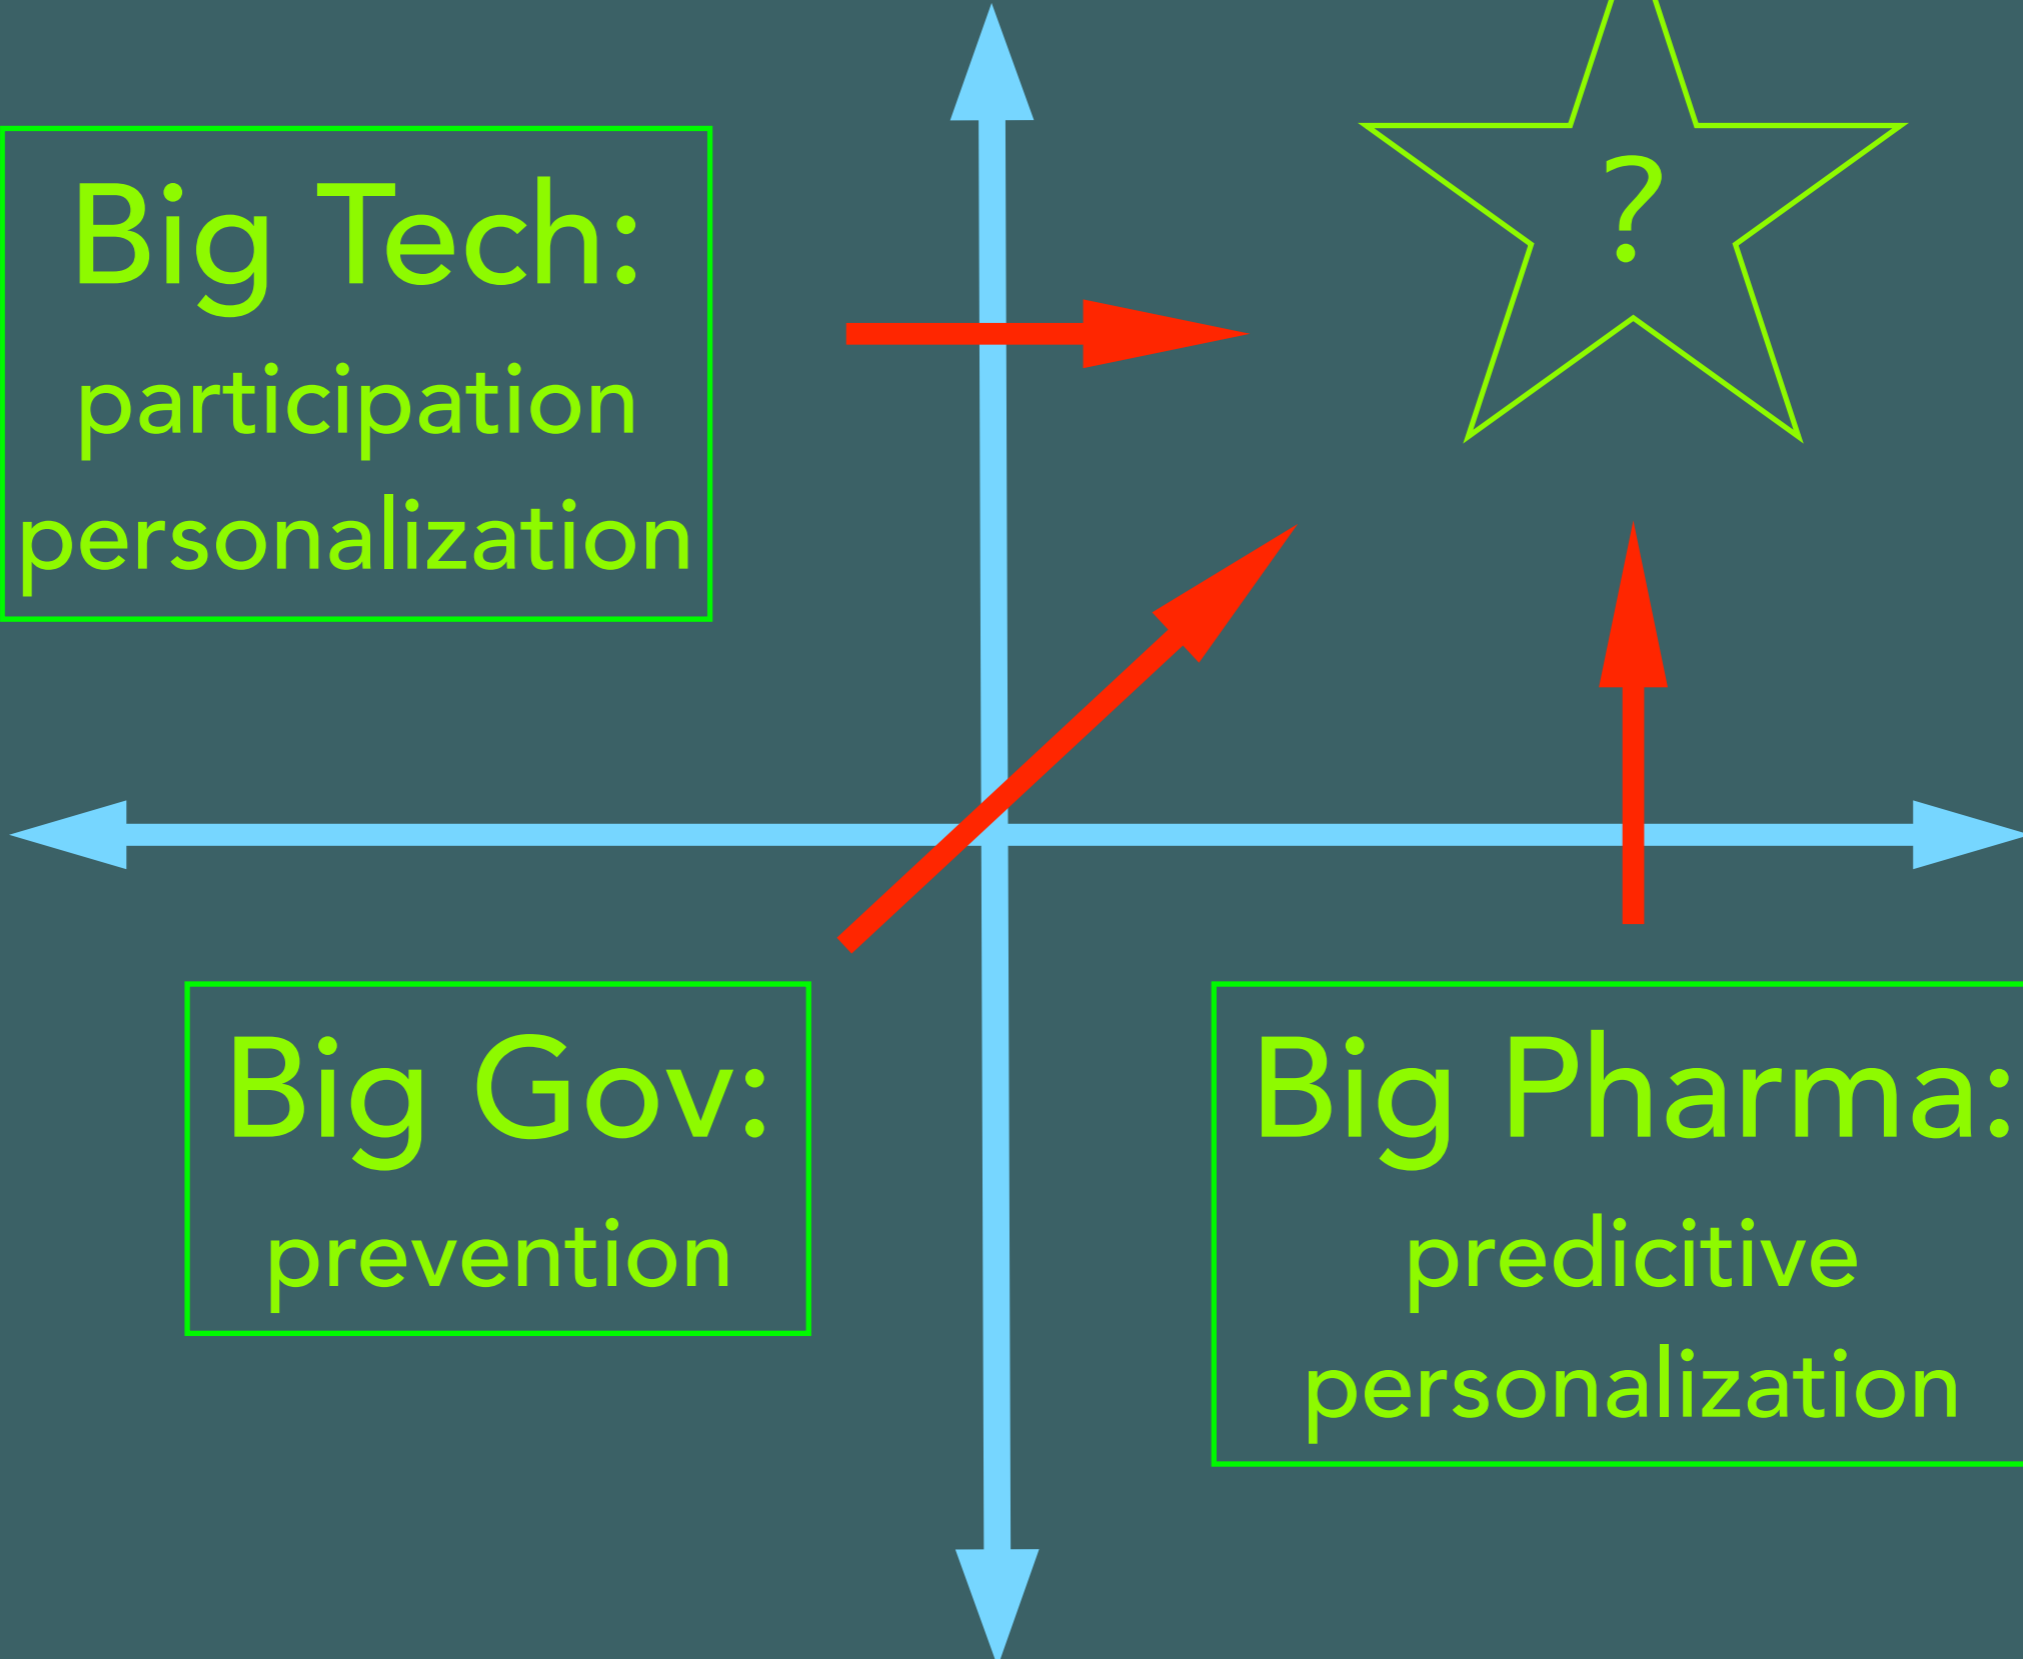 Big Tech:
participation
personalization
?
Big Gov:
prevention
Big Pharma:
predicitive
personalization